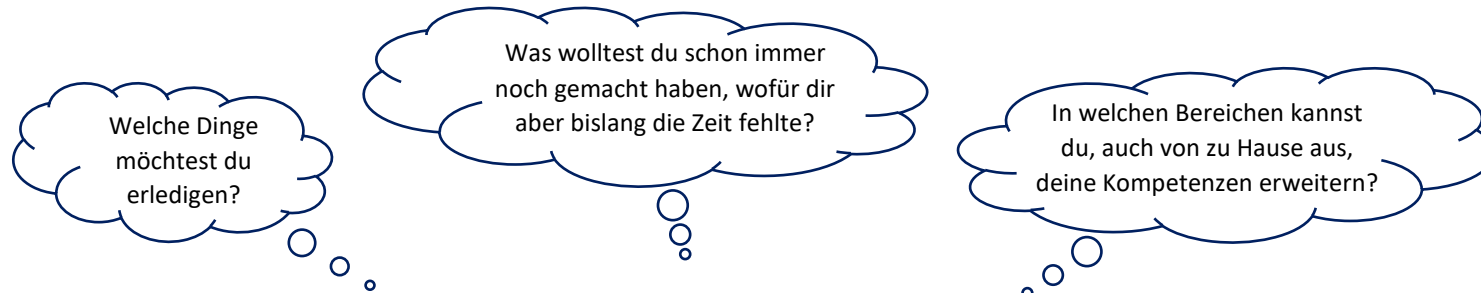 Welche Dinge
möchtest du
erledigen?
Was wolltest du schon immer
noch gemacht haben, wofür dir
aber bislang die Zeit fehlte?
In welchen Bereichen kannst
du, auch von zu Hause aus,
deine Kompetenzen erweitern?